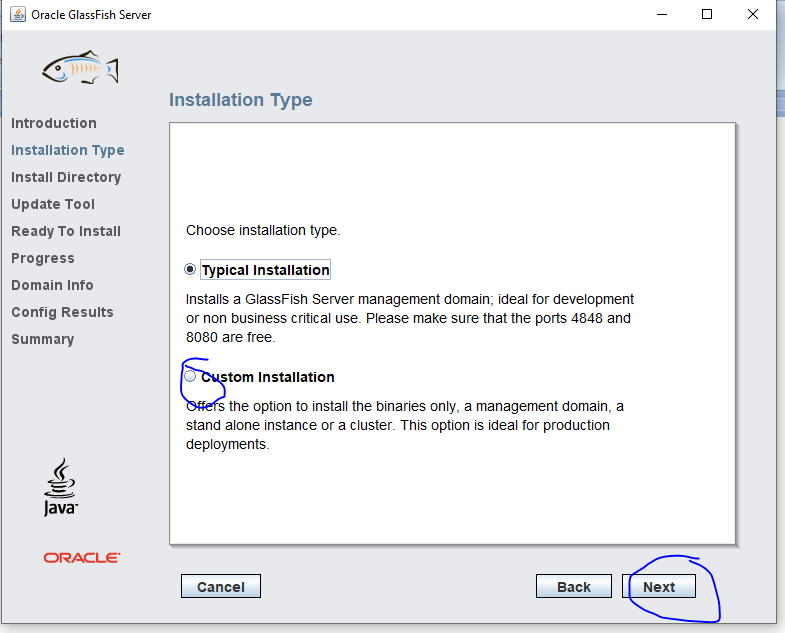 Oracle GlassFish Server
Installation Type
Introduction
Installation Type
Install Directory
Update Tool
Ready To Install
Progress
Domain Info
Config Results
Summary
Choose installation type.
Typical Installation
Installs a GlassFish Server management domain; ideal for development
or non business critical use. Please make sure that the ports 4848 and
8080 are free.
Custom Installation
Offers the option to install the binaries only, a management domain, a
stand alone instance or a cluster. This option is ideal for production
deployments.
Java
ORACLE
Cancel
Back
Next